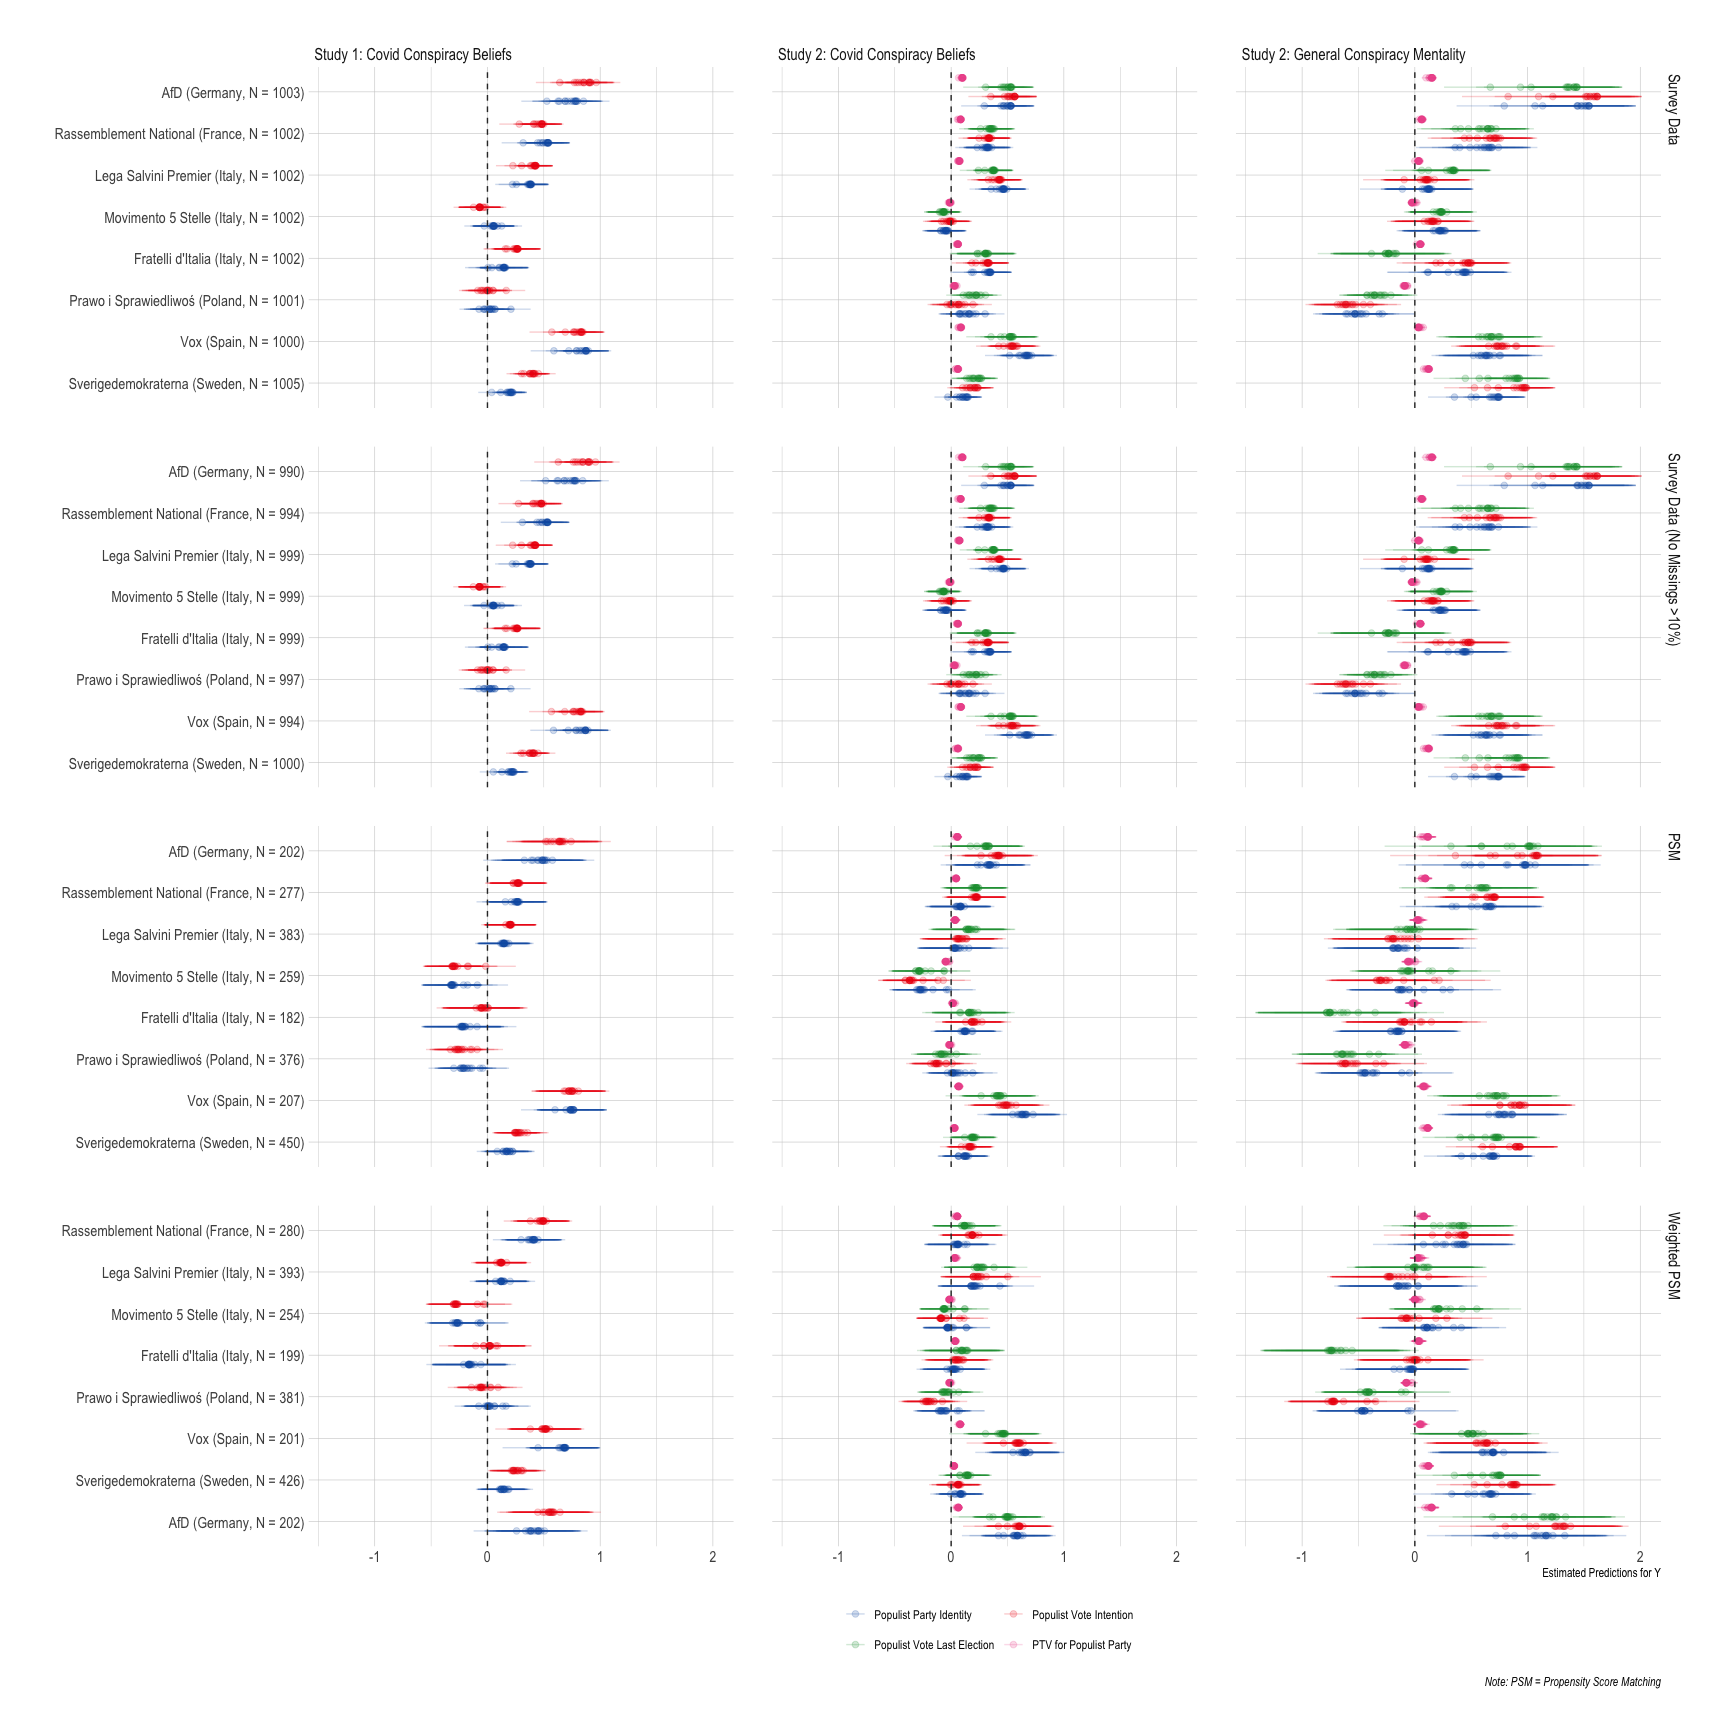 Study 1: Covid Conspiracy Beliefs
Study 2: Covid Conspiracy Beliefs
Study 2: General Conspiracy Mentality
Survey Data
AfD (Germany, N = 1003)
Rassemblement National (France, N = 1002)
Lega Salvini Premier (Italy, N = 1002)
Movimento 5 Stelle (Italy, N = 1002)
Fratelli d'Italia (Italy, N = 1002)
Prawo i Sprawiedliwoś (Poland, N = 1001)
Vox (Spain, N = 1000)
Sverigedemokraterna (Sweden, N = 1005)
Survey Data (No Missings >10%)
AfD (Germany, N = 990)
Rassemblement National (France, N = 994)
Lega Salvini Premier (Italy, N = 999)
Movimento 5 Stelle (Italy, N = 999)
Fratelli d'Italia (Italy, N = 999)
Prawo i Sprawiedliwoś (Poland, N = 997)
Vox (Spain, N = 994)
Sverigedemokraterna (Sweden, N = 1000)
PSM
AfD (Germany, N = 202)
Rassemblement National (France, N = 277)
Lega Salvini Premier (Italy, N = 383)
Movimento 5 Stelle (Italy, N = 259)
Fratelli d'Italia (Italy, N = 182)
Prawo i Sprawiedliwoś (Poland, N = 376)
Vox (Spain, N = 207)
Sverigedemokraterna (Sweden, N = 450)
Weighted PSM
Rassemblement National (France, N = 280)
Lega Salvini Premier (Italy, N = 393)
Movimento 5 Stelle (Italy, N = 254)
Fratelli d'Italia (Italy, N = 199)
Prawo i Sprawiedliwoś (Poland, N = 381)
Vox (Spain, N = 201)
Sverigedemokraterna (Sweden, N = 426)
AfD (Germany, N = 202)
-1 0 1 2
-1 0 1 2
-1 0 1 2
Estimated Predictions for Y
Populist Party Identity
Populist Vote Intention
Populist Vote Last Election
PTV for Populist Party
Note: PSM = Propensity Score Matching